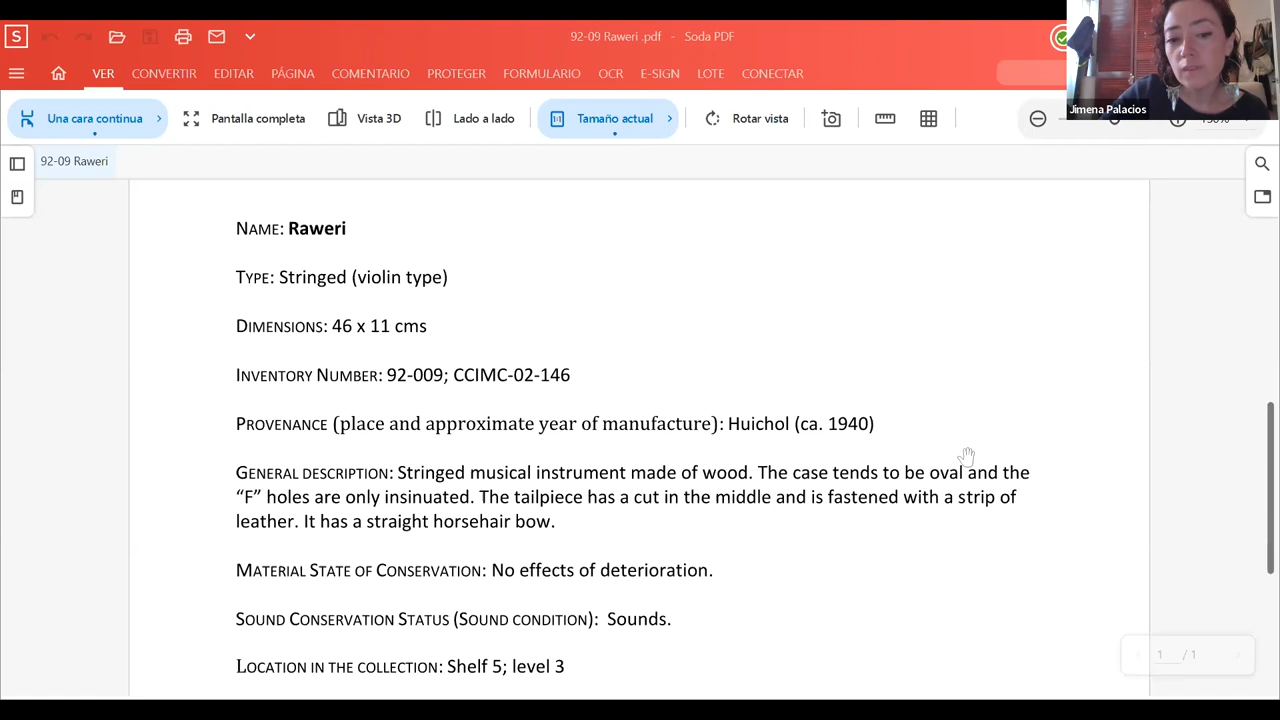 S
92-09 Raweri .pdf - Soda PDF
VER CONVERTIR EDITAR PÁGINA COMENTARIO PROTEGER FORMULARIO OCR E-SIGN LOTE CONECTAR
Jimena Palacios
Una cara continua Pantalla completa Vista 3D Lado a lado Tamaño actual Rotar vista
92-09 Raweri
NAME: Raweri
TYPE: Stringed (violin type)
DIMENSIONS: 46 x 11 cms
INVENTORY NUMBER: 92-009; CCIMC-02-146
PROVENANCE (place and approximate year of manufacture): Huichol (ca. 1940)
GENERAL DESCRIPTION: Stringed musical instrument made of wood. The case tends to be oval and the
“F” holes are only insinuated. The tailpiece has a cut in the middle and is fastened with a strip of
leather. It has a straight horsehair bow.
MATERIAL STATE OF CONSERVATION: No effects of deterioration.
SOUND CONSERVATION STATUS (SOUND CONDITION): Sounds.
LOCATION IN THE COLLECTION: Shelf 5; level 3
1 / 1